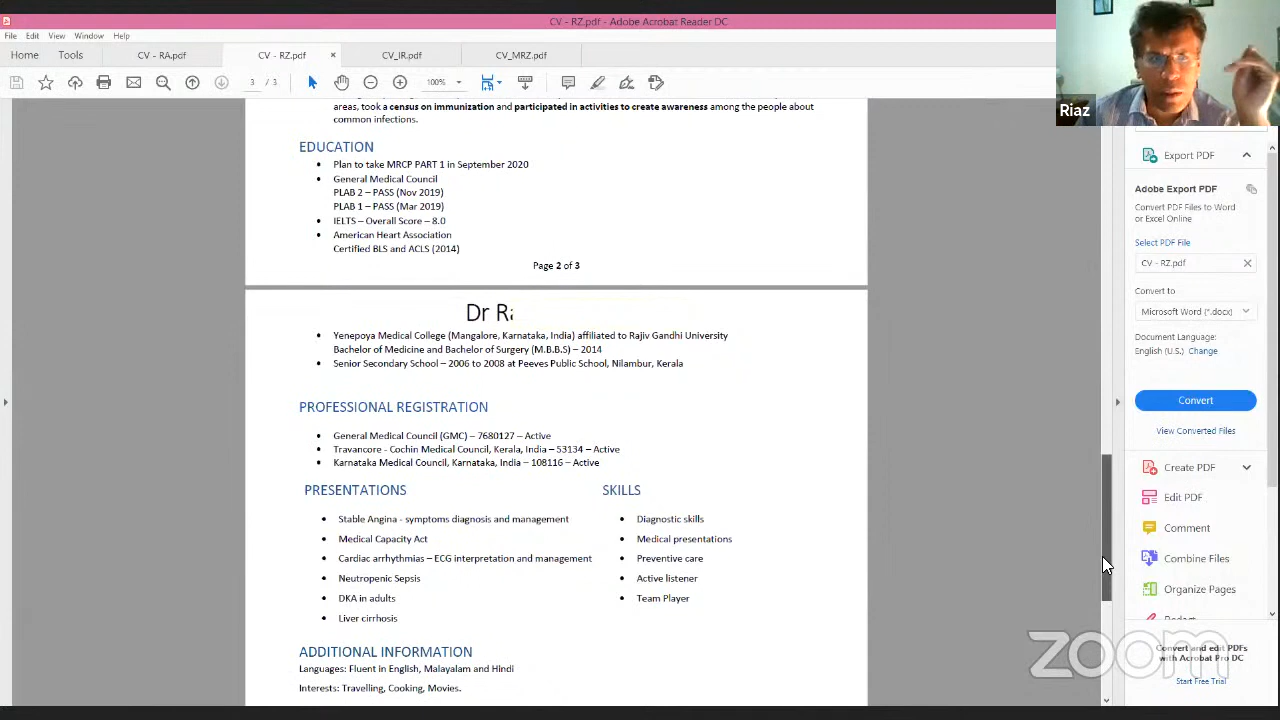 CV - RZ.pdf - Adobe Acrobat Reader DC
File Edit View Window Help
Home Tools CV - RA.pdf CV - RZ.pdf × CV_IR.pdf CV_MRZ.pdf
3 / 3 100%
Riaz
areas, took a census on immunization and participated in activities to create awareness among the people about
common infections.
EDUCATION
• Plan to take MRCP PART 1 in September 2020
• General Medical Council
PLAB 2 – PASS (Nov 2019)
PLAB 1 – PASS (Mar 2019)
• IELTS – Overall Score – 8.0
• American Heart Association
Certified BLS and ACLS (2014)
Page 2 of 3
Dr Ra
• Yenepoya Medical College (Mangalore, Karnataka, India) affiliated to Rajiv Gandhi University
Bachelor of Medicine and Bachelor of Surgery (M.B.B.S) – 2014
• Senior Secondary School – 2006 to 2008 at Peeves Public School, Nilambur, Kerala
PROFESSIONAL REGISTRATION
• General Medical Council (GMC) – 7680127 – Active
• Travancore - Cochin Medical Council, Kerala, India – 53134 – Active
• Karnataka Medical Council, Karnataka, India – 108116 – Active
PRESENTATIONS
• Stable Angina - symptoms diagnosis and management
• Medical Capacity Act
• Cardiac arrhythmias – ECG interpretation and management
• Neutropenic Sepsis
• DKA in adults
• Liver cirrhosis
SKILLS
• Diagnostic skills
• Medical presentations
• Preventive care
• Active listener
• Team Player
ADDITIONAL INFORMATION
Languages: Fluent in English, Malayalam and Hindi
Interests: Travelling, Cooking, Movies.
Export PDF
Adobe Export PDF
Convert PDF Files to Word
or Excel Online
Select PDF File
CV - RZ.pdf ×
Convert to
Microsoft Word (*.docx)
Document Language:
English (U.S.) Change
Convert
View Converted Files
Create PDF
Edit PDF
Comment
Combine Files
Organize Pages
Redact
Convert and edit PDFs
with Acrobat Pro DC
Start Free Trial
zoom